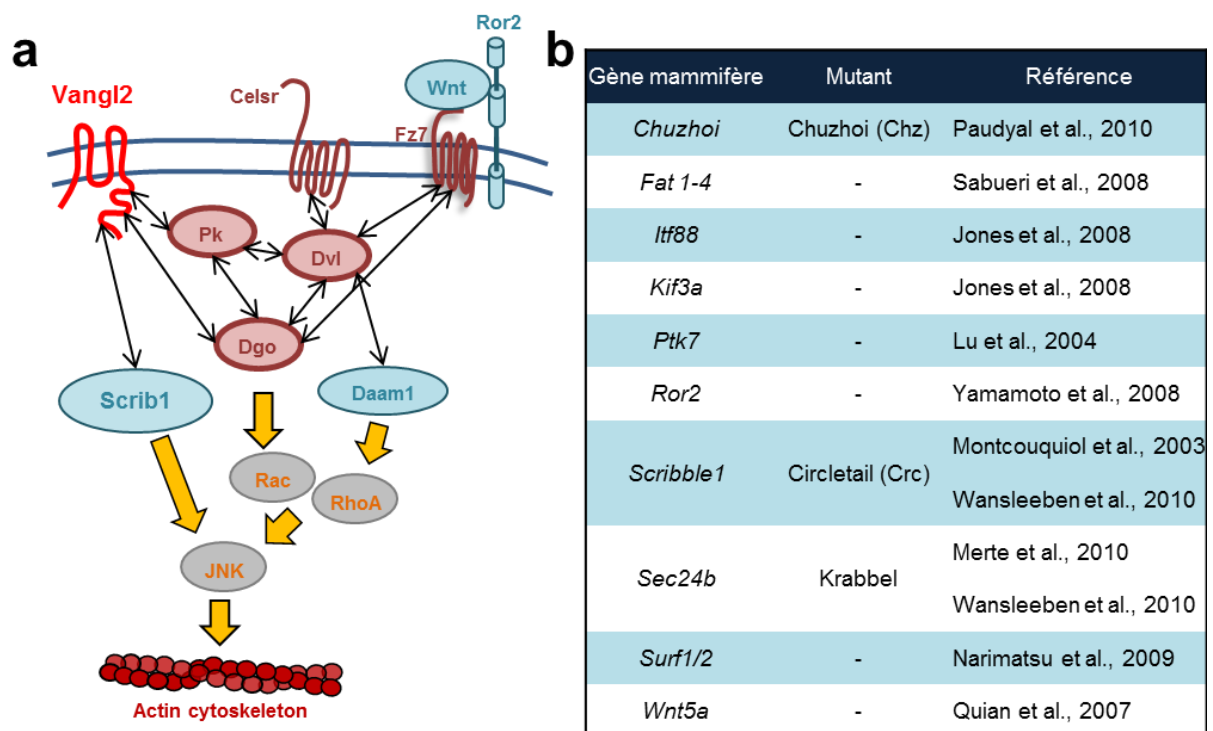 a
Ror2
Vangl2
Celsr
Wnt
Fz7
Pk
Dvl
Dgo
Scrib1
Daam1
Rac
RhoA
JNK
Actin cytoskeleton
b
Gène mammifère Mutant Référence
Chuzhoi Chuzhoi (Chz) Paudyal et al., 2010
Fat 1-4 - Sabueri et al., 2008
Itf88 - Jones et al., 2008
Kif3a - Jones et al., 2008
Ptk7 - Lu et al., 2004
Ror2 - Yamamoto et al., 2008
Scribble1 Circletail (Crc) Montcouquiol et al., 2003
Wansleeben et al., 2010
Sec24b Krabbel Merte et al., 2010
Wansleeben et al., 2010
Surf1/2 - Narimatsu et al., 2009
Wnt5a - Quian et al., 2007